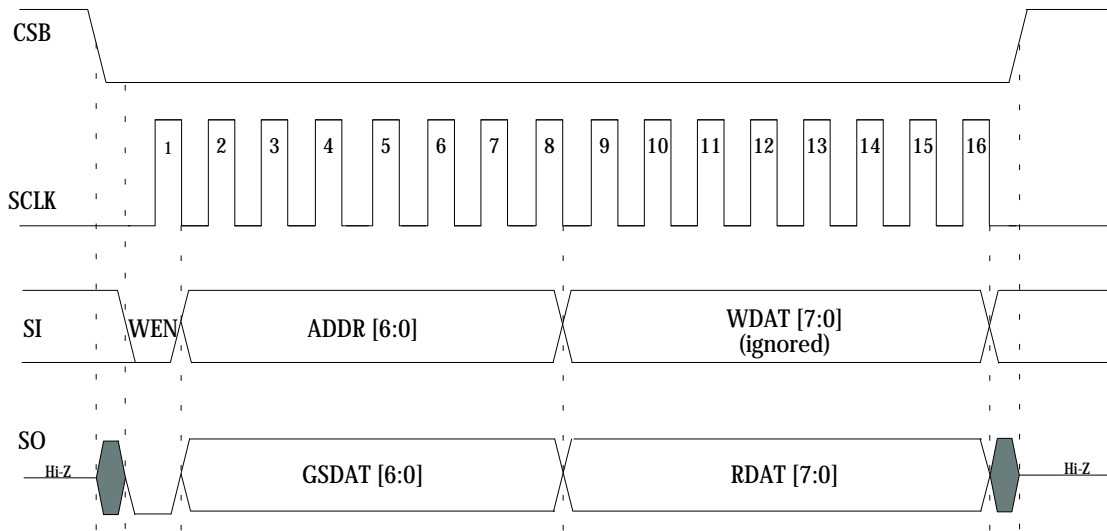 CSB
1 2 3 4 5 6 7 8 9 10 11 12 13 14 15 16
SCLK
SI
WEN
ADDR [6:0]
WDAT [7:0]
(ignored)
SO
Hi-Z
GSDAT [6:0]
RDAT [7:0]
Hi-Z